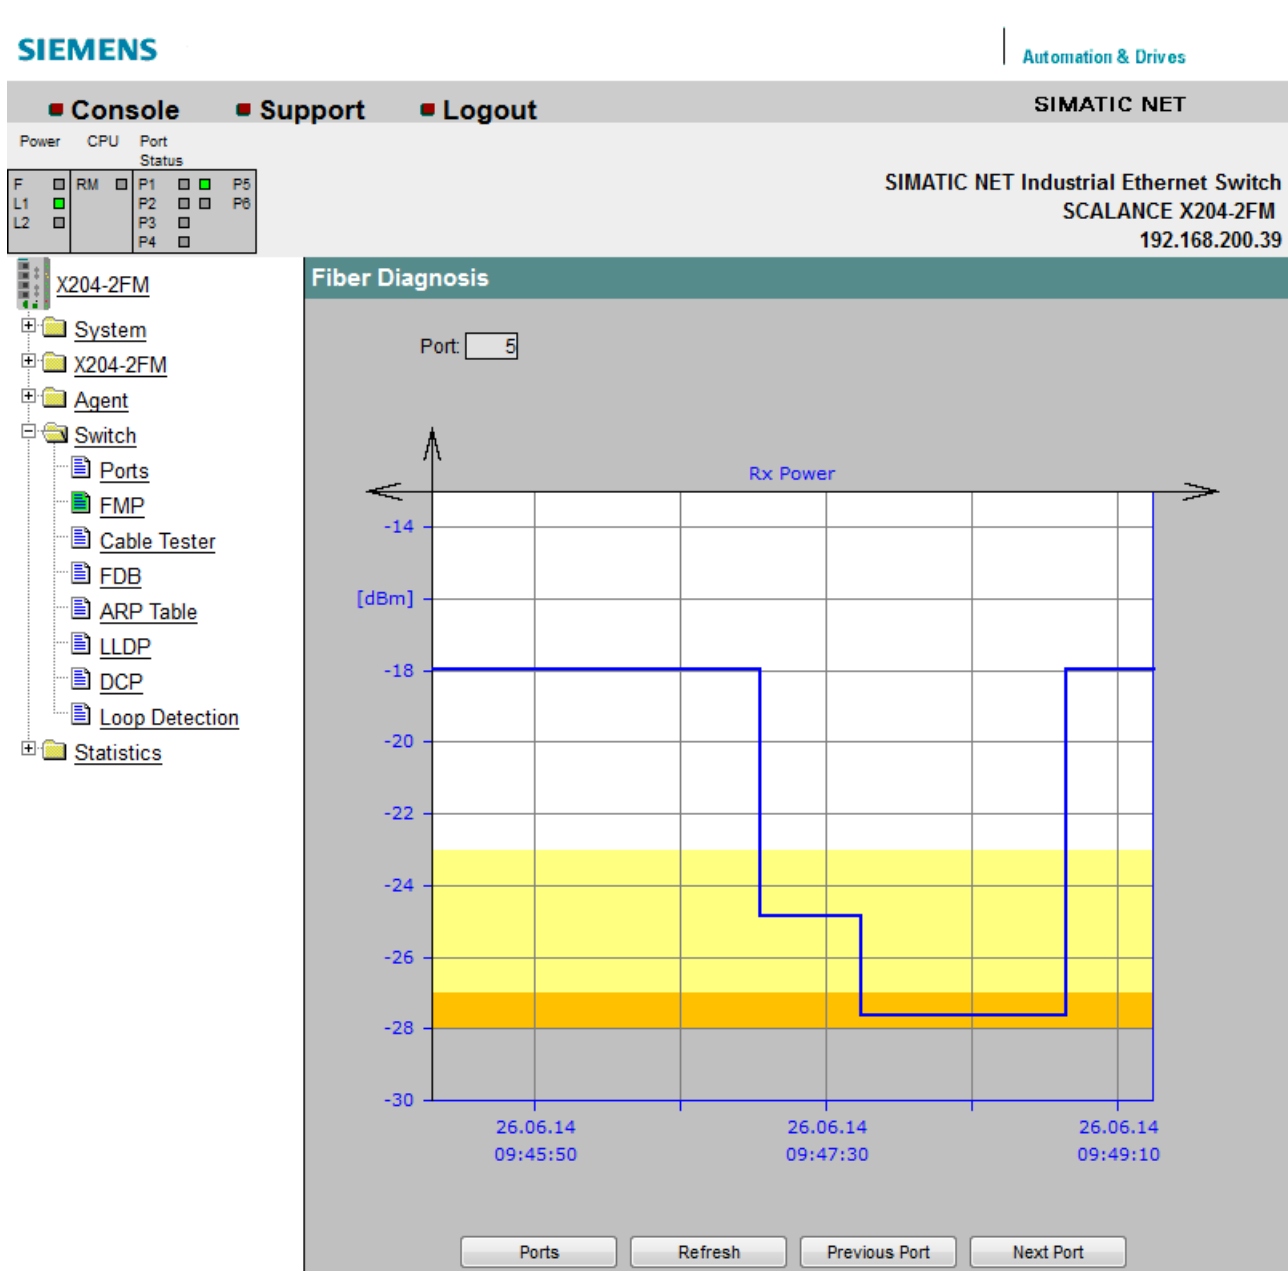 SIEMENS
Automation & Drives
Console Support Logout SIMATIC NET
Power CPU Port
Status
F RM P1 P5
L1 P2 P6
L2 P3
P4
SIMATIC NET Industrial Ethernet Switch
SCALANCE X204-2FM
192.168.200.39
X204-2FM
System
X204-2FM
Agent
Switch
Ports
FMP
Cable Tester
FDB
ARP Table
LLDP
DCP
Loop Detection
Statistics
Fiber Diagnosis
Port: 5
Rx Power
-14
[dBm]
-18
-20
-22
-24
-26
-28
-30
26.06.14 26.06.14 26.06.14
09:45:50 09:47:30 09:49:10
Ports Refresh Previous Port Next Port